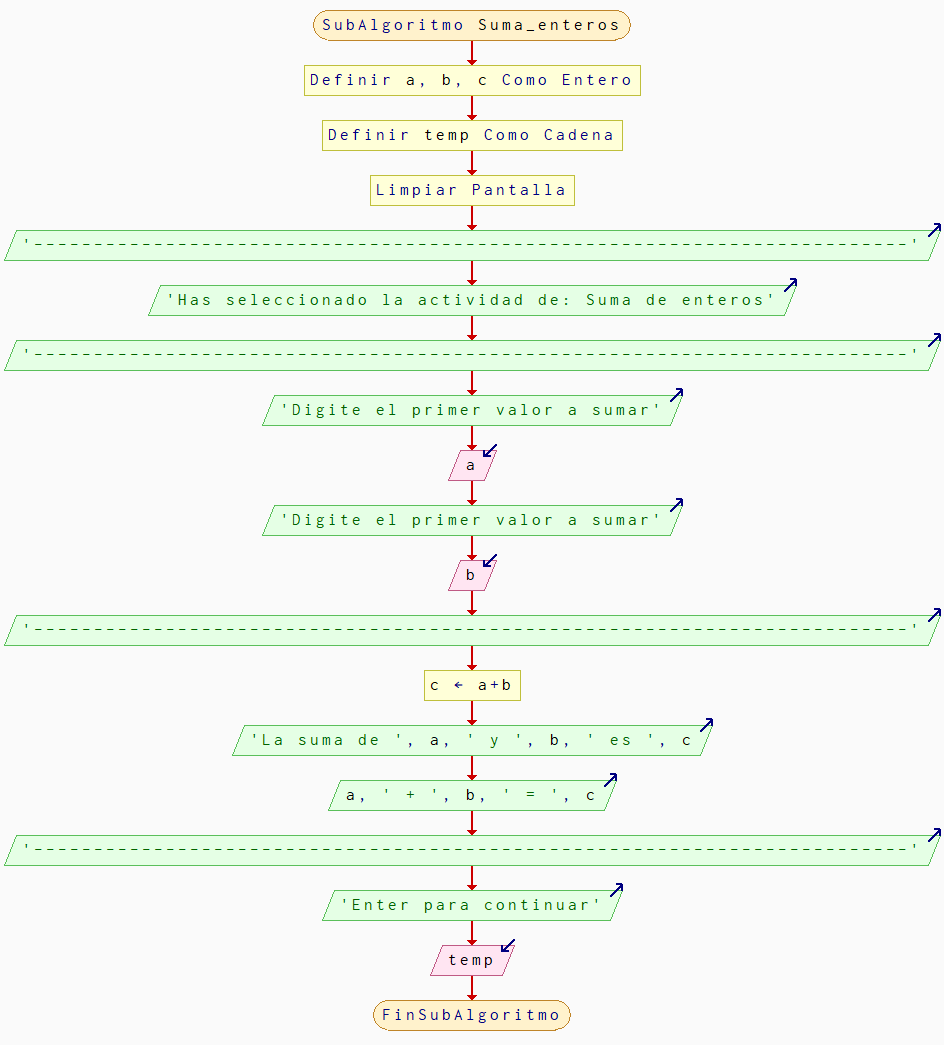 SubAlgoritmo Suma_enteros
Definir a, b, c Como Entero
Definir temp Como Cadena
Limpiar Pantalla
'-------------------------------------------------------------------------'
'Has seleccionado la actividad de: Suma de enteros'
'-------------------------------------------------------------------------'
'Digite el primer valor a sumar'
a
'Digite el primer valor a sumar'
b
'-------------------------------------------------------------------------'
c ← a+b
'La suma de ', a, ' y ', b, ' es ', c
a, ' + ', b, ' = ', c
'-------------------------------------------------------------------------'
'Enter para continuar'
temp
FinSubAlgoritmo